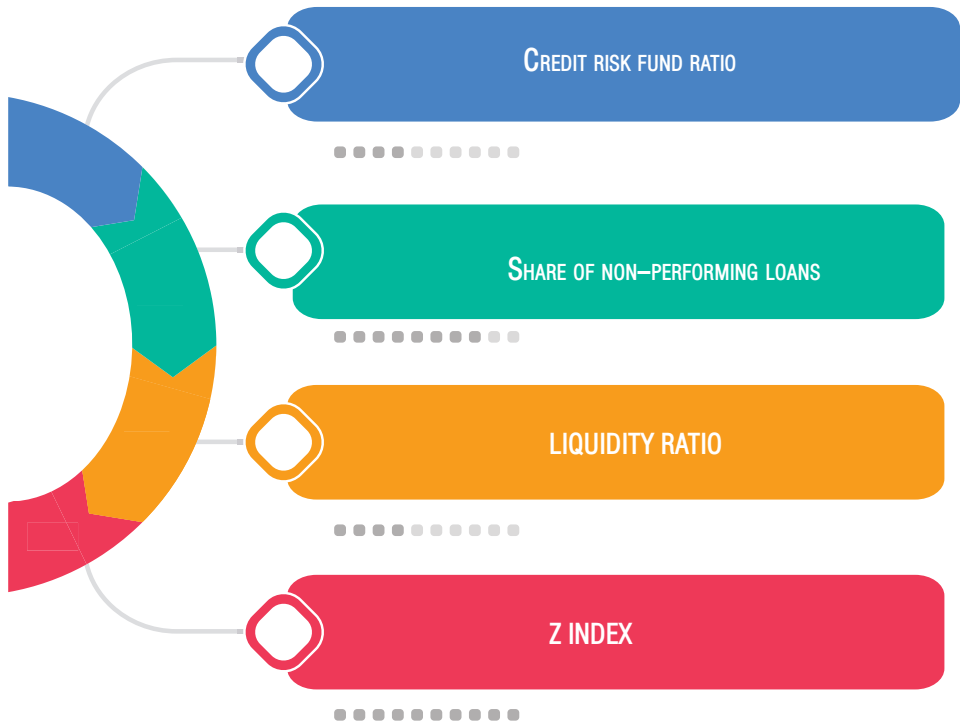 Credit risk fund ratio
Share of non–performing loans
LIQUIDITY RATIO
Z INDEX